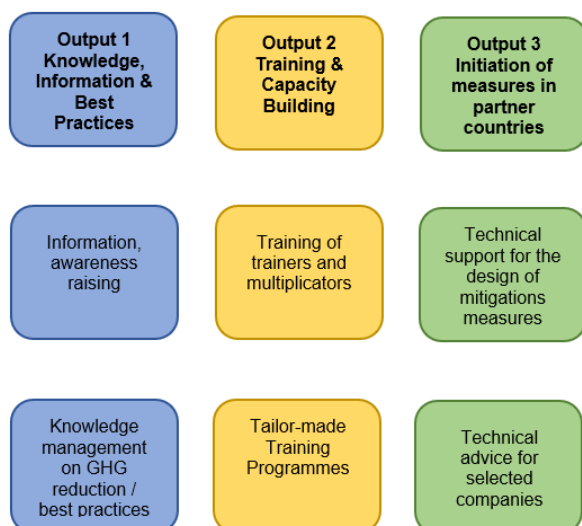 Output 1
Knowledge,
Information &
Best
Practices
Output 2
Training &
Capacity
Building
Output 3
Initiation of
measures in
partner
countries
Information,
awareness
raising
Training of
trainers and
multiplicators
Technical
support for the
design of
mitigations
measures
Knowledge
management
on GHG
reduction /
best practices
Tailor-made
Training
Programmes
Technical
advice for
selected
companies